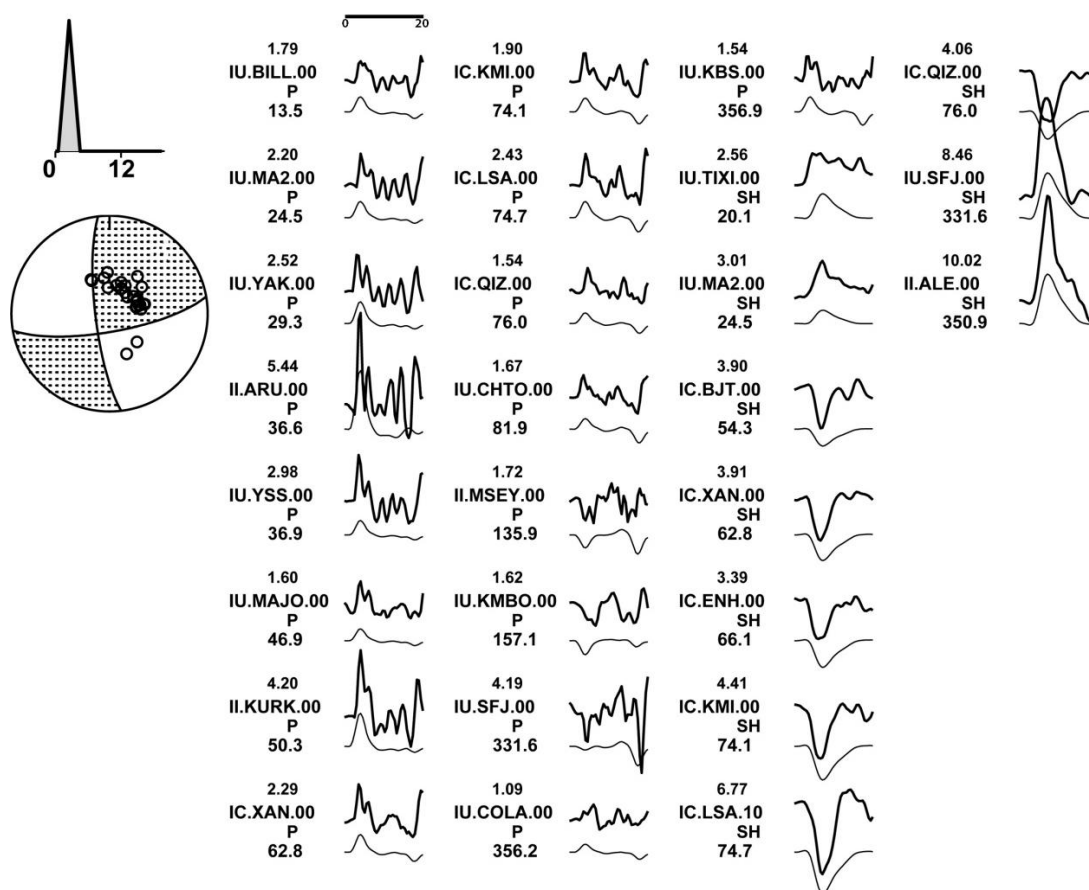 0 12
0 20
1.79
IU.BILL.00
P
13.5
2.20
IU.MA2.00
P
24.5
2.52
IU.YAK.00
P
29.3
5.44
II.ARU.00
P
36.6
2.98
IU.YSS.00
P
36.9
1.60
IU.MAJO.00
P
46.9
4.20
II.KURK.00
P
50.3
2.29
IC.XAN.00
P
62.8
1.90
IC.KMI.00
P
74.1
2.43
IC.LSA.00
P
74.7
1.54
IC.QIZ.00
P
76.0
1.67
IU.CHTO.00
P
81.9
1.72
II.MSEY.00
P
135.9
1.62
IU.KMBO.00
P
157.1
4.19
IU.SFJ.00
P
331.6
1.09
IU.COLA.00
P
356.2
1.54
IU.KBS.00
P
356.9
2.56
IU.TIXI.00
SH
20.1
3.01
IU.MA2.00
SH
24.5
3.90
IC.BJT.00
SH
54.3
3.91
IC.XAN.00
SH
62.8
3.39
IC.ENH.00
SH
66.1
4.41
IC.KMI.00
SH
74.1
6.77
IC.LSA.10
SH
74.7
4.06
IC.QIZ.00
SH
76.0
8.46
IU.SFJ.00
SH
331.6
10.02
II.ALE.00
SH
350.9